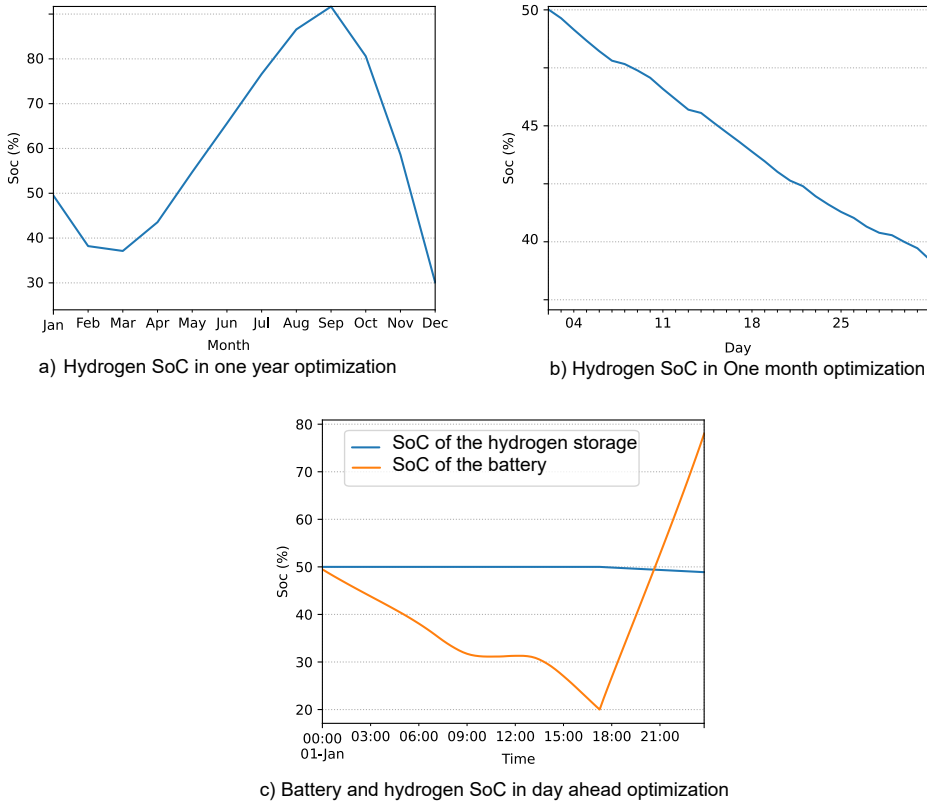 80
70
60
50
40
30
Soc (%)
Jan Feb Mar Apr May Jun Jul Aug Sep Oct Nov Dec
Month
a) Hydrogen SoC in one year optimization
50
45
40
Soc (%)
04 11 18 25
Day
b) Hydrogen SoC in One month optimization
80
70
60
50
40
30
20
Soc (%)
SoC of the hydrogen storage
SoC of the battery
00:00 03:00 06:00 09:00 12:00 15:00 18:00 21:00
01-Jan
Time
c) Battery and hydrogen SoC in day ahead optimization